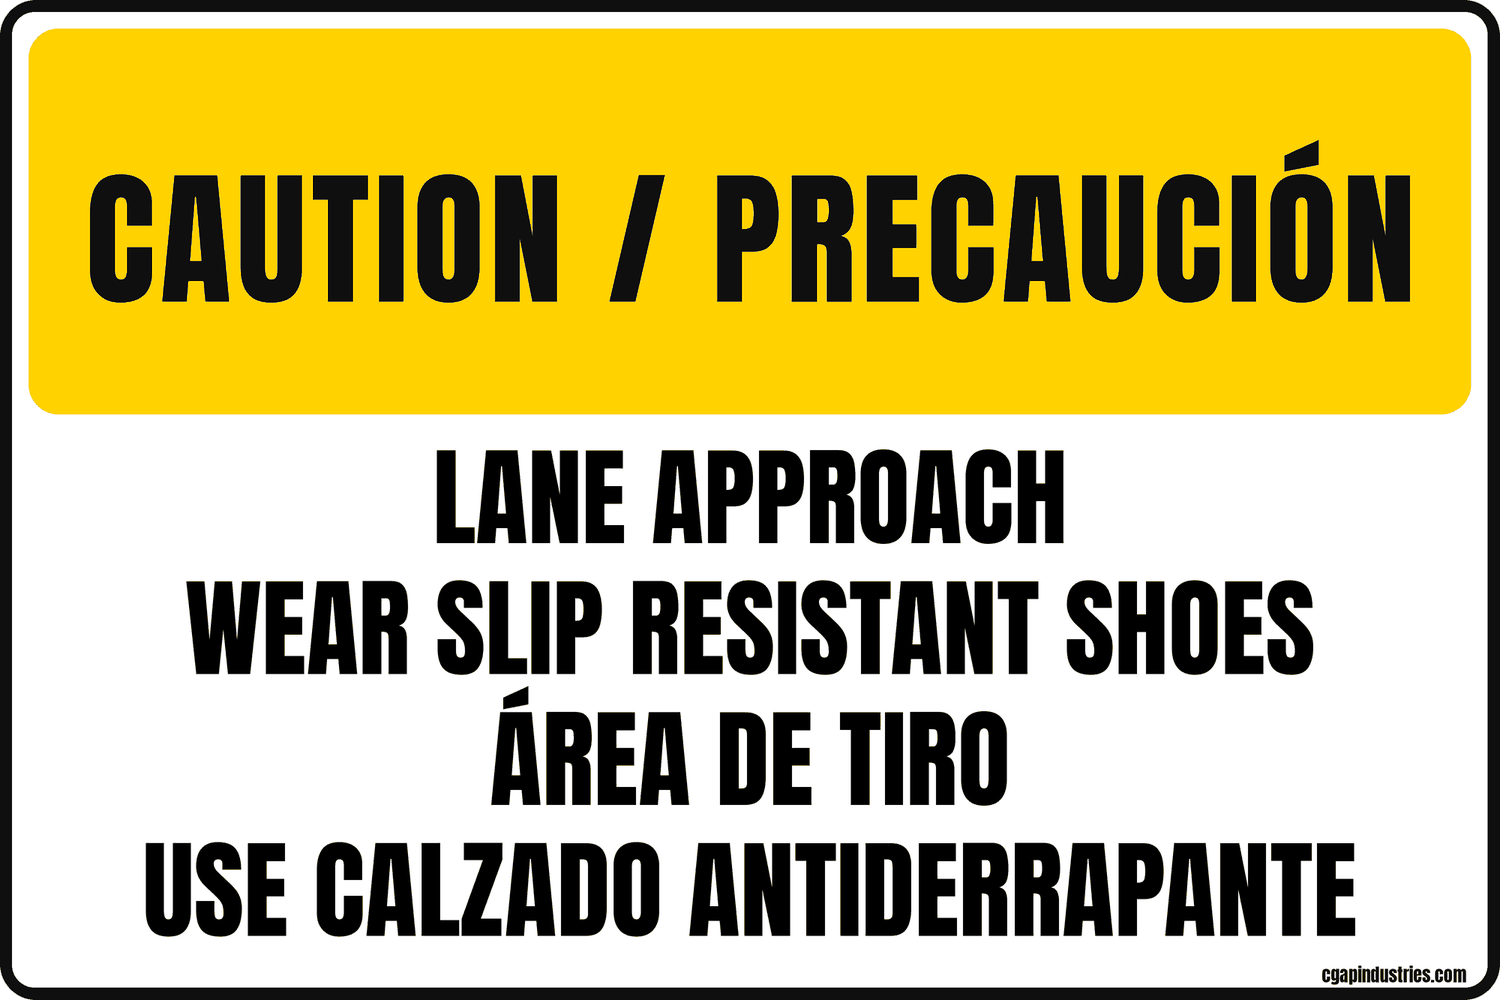 CAUTION / PRECAUCIÓN
LANE APPROACH
WEAR SLIP RESISTANT SHOES
ÁREA DE TIRO
USE CALZADO ANTIDERRAPANTE
cgapindustries.com